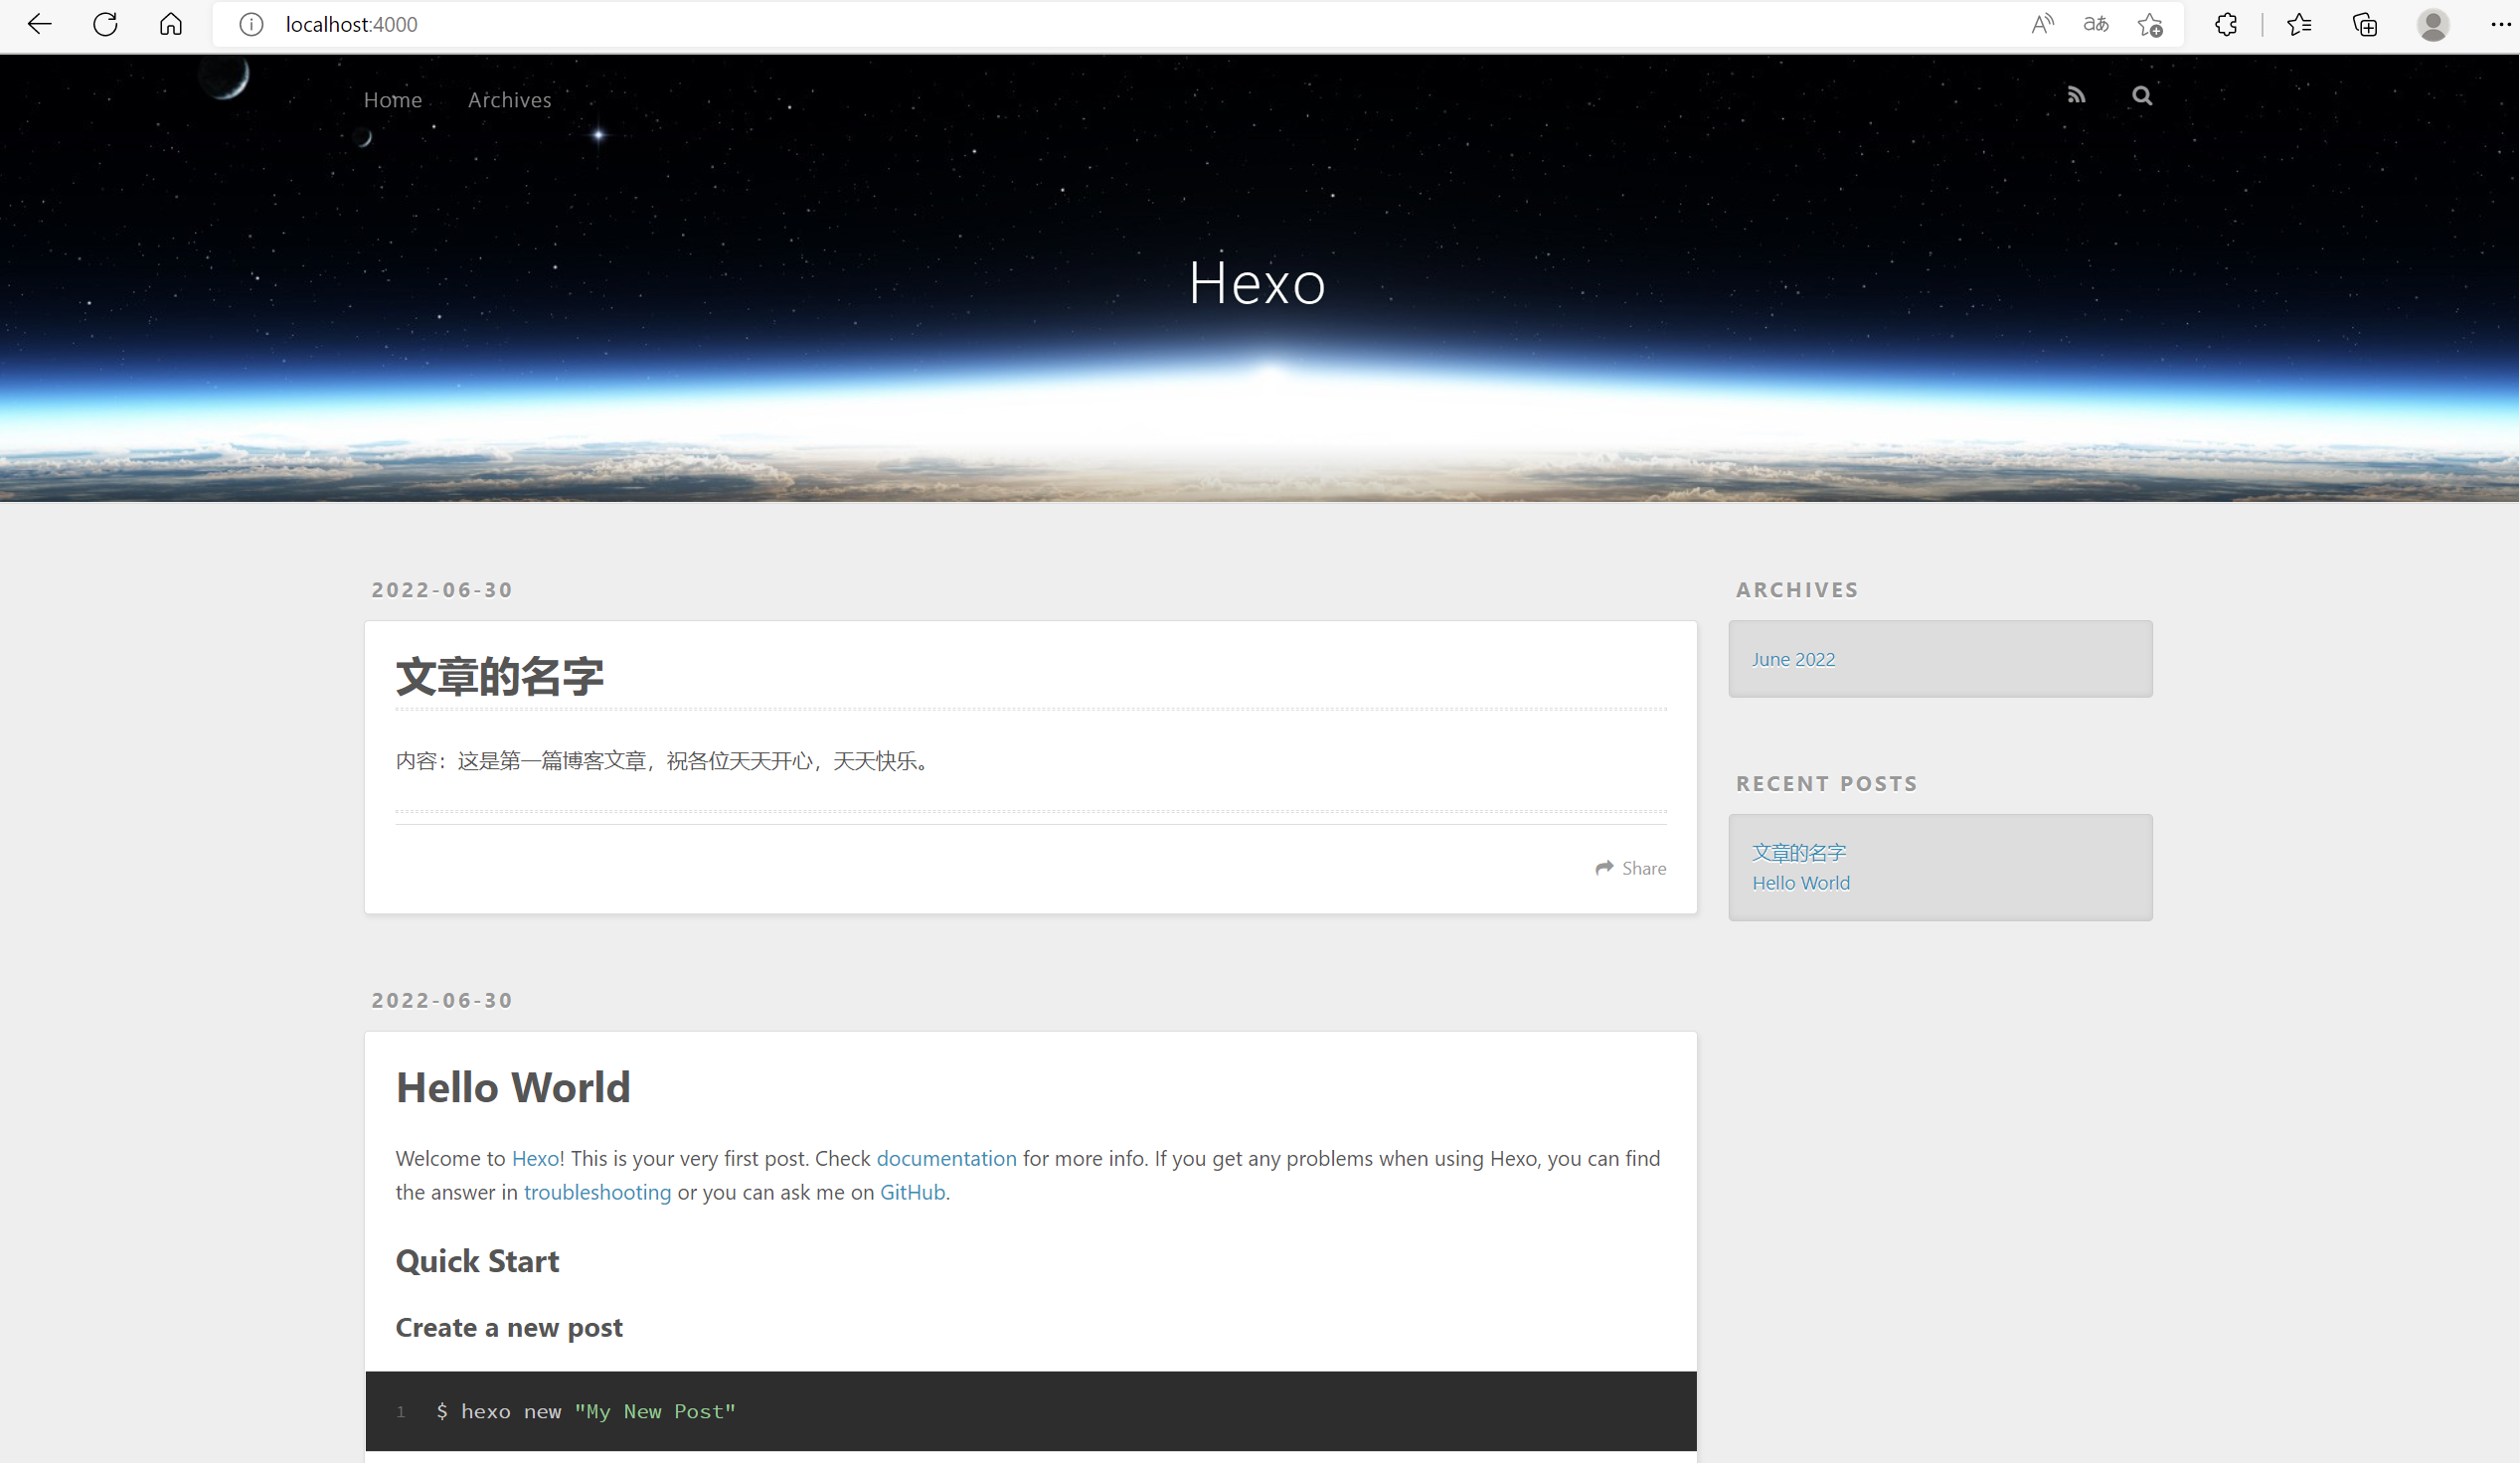 localhost:4000
Home
Archives
Hexo
2022-06-30
文章的名字
内容：这是第一篇博客文章，祝各位天天开心，天天快乐。
Share
2022-06-30
Hello World
Welcome to Hexo! This is your very first post. Check documentation for more info. If you get any problems when using Hexo, you can find
the answer in troubleshooting or you can ask me on GitHub.
Quick Start
Create a new post
1 $ hexo new "My New Post"
ARCHIVES
June 2022
RECENT POSTS
文章的名字
Hello World